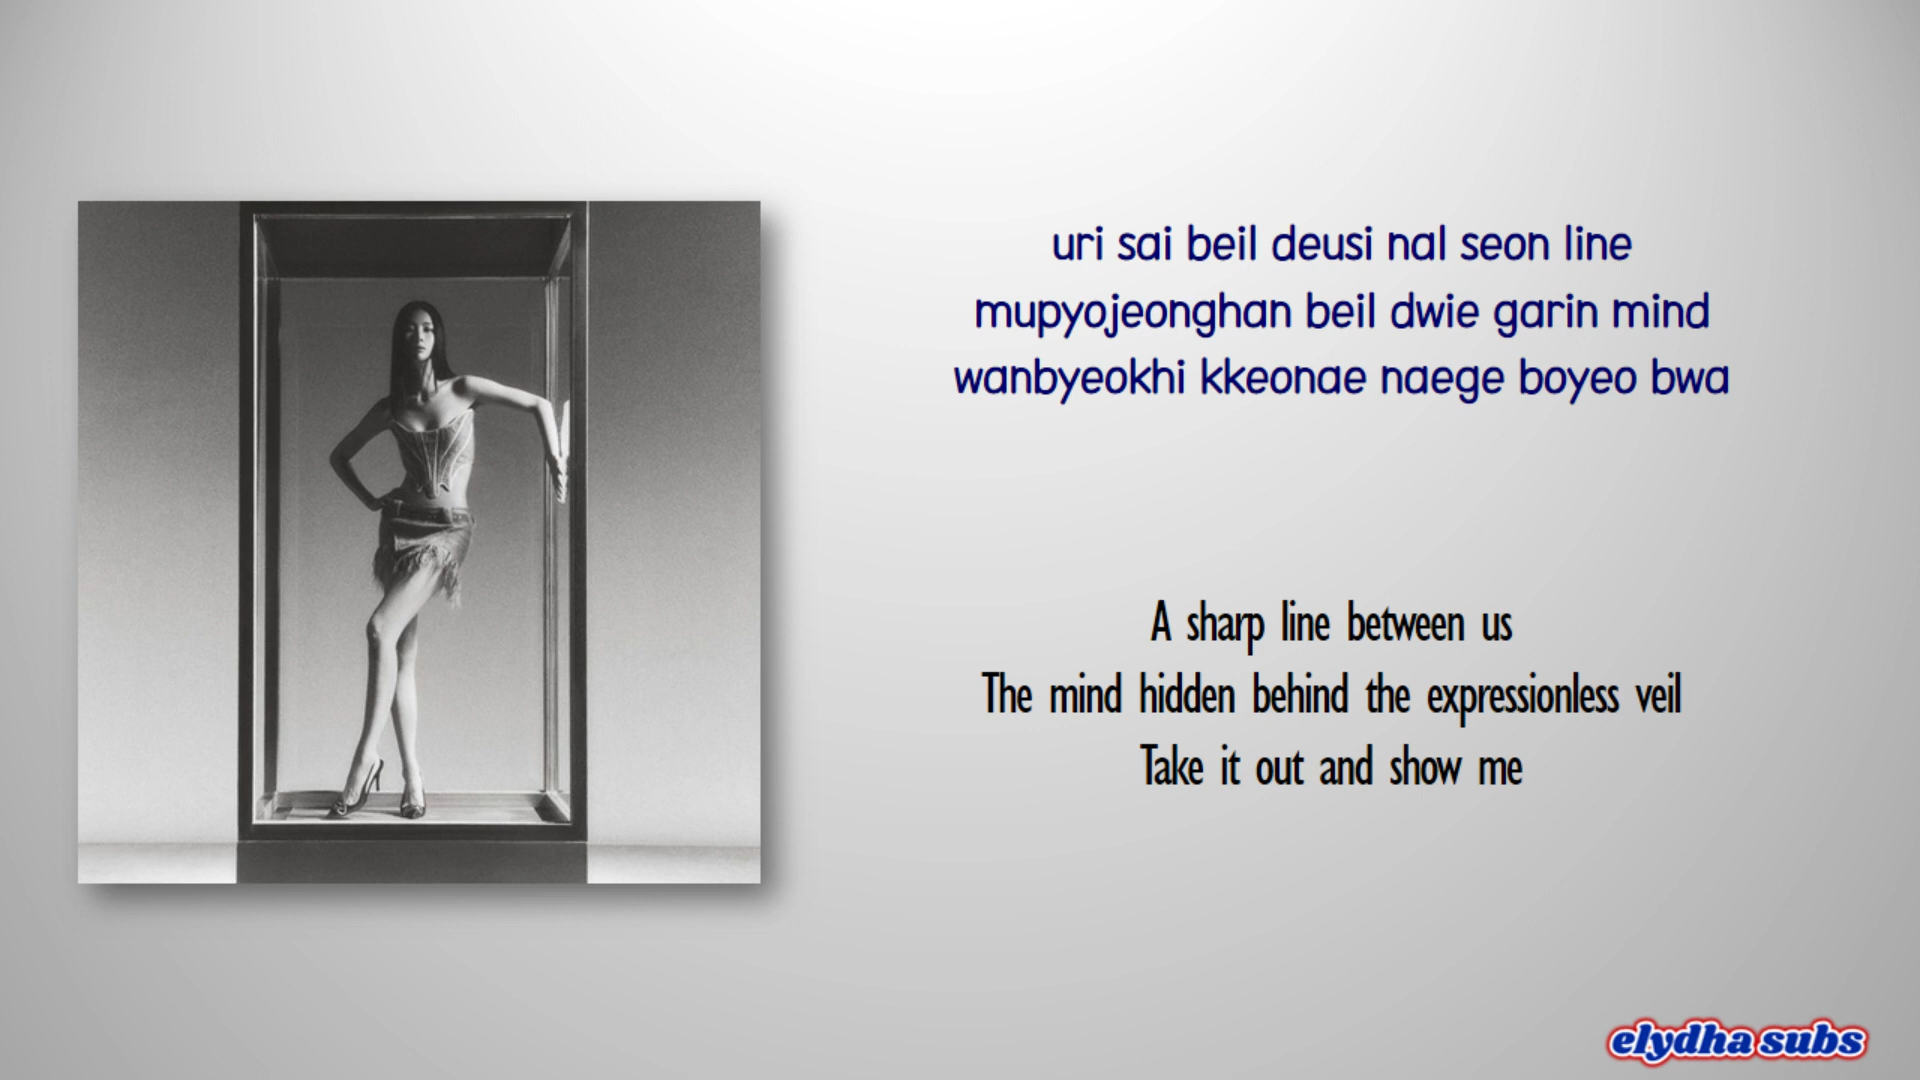 uri sai beil deusi nal seon line
mupyojeonghan beil dwie garin mind
wanbyeokhi kkeonae naege boyeo bwa
A sharp line between us
The mind hidden behind the expressionless veil
Take it out and show me
elydha subs